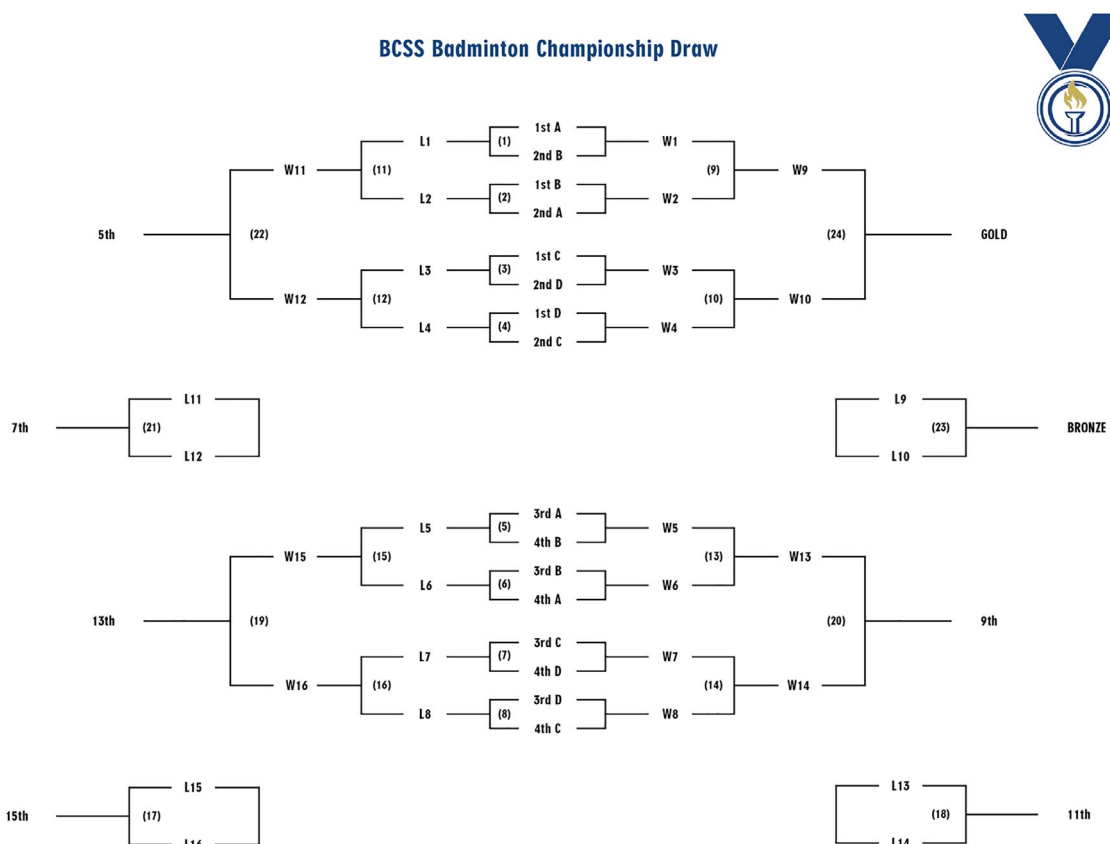 BCSS Badminton Championship Draw
1st A
L1 (1) W1
2nd B
W11 (11) (9) W9
1st B
L2 (2) W2
2nd A
5th (22) (24) GOLD
1st C
L3 (3) W3
2nd D
W12 (12) (10) W10
1st D
L4 (4) W4
2nd C
L11 L9
7th (21) (23) BRONZE
L12 L10
3rd A
L5 (5) W5
4th B
W15 (15) (13) W13
3rd B
L6 (6) W6
4th A
13th (19) (20) 9th
3rd C
L7 (7) W7
4th D
W16 (16) (14) W14
3rd D
L8 (8) W8
4th C
L15 L13
15th (17) (18) 11th
L16 L14